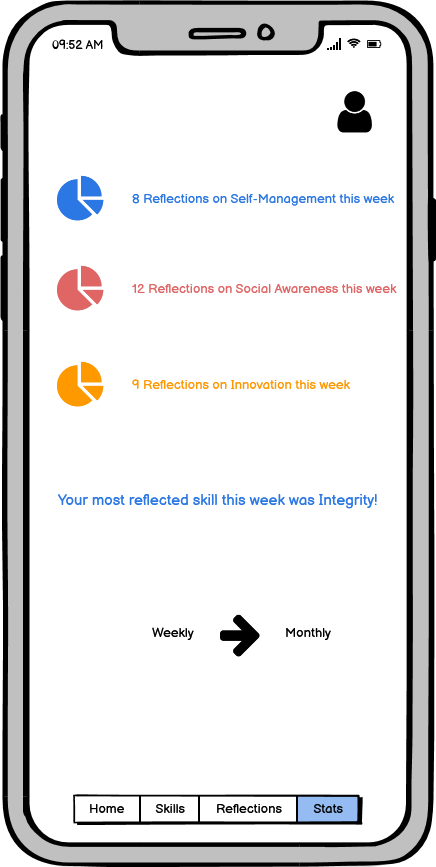 09:52 AM
8 Reflections on Self-Management this week
12 Reflections on Social Awareness this week
9 Reflections on Innovation this week
Your most reflected skill this week was Integrity!
Weekly Monthly
Home Skills Reflections Stats